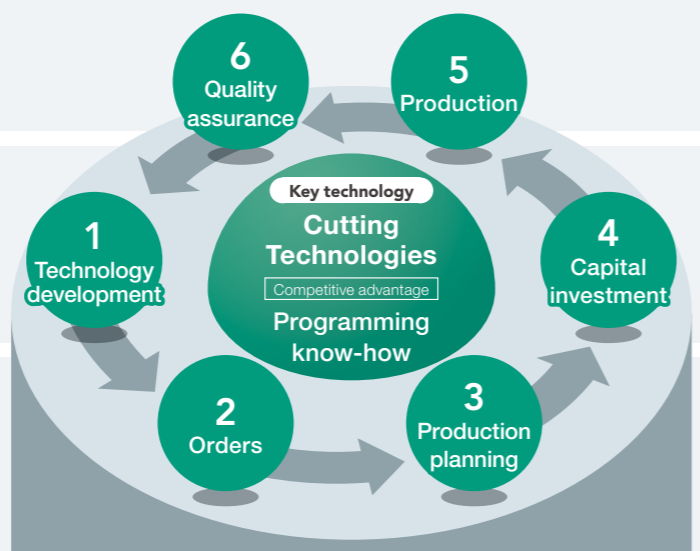 6
Quality
assurance
5
Production
Key technology
Cutting
Technologies
Competitive advantage
Programming
know-how
1
Technology
development
4
Capital
investment
2
Orders
3
Production
planning